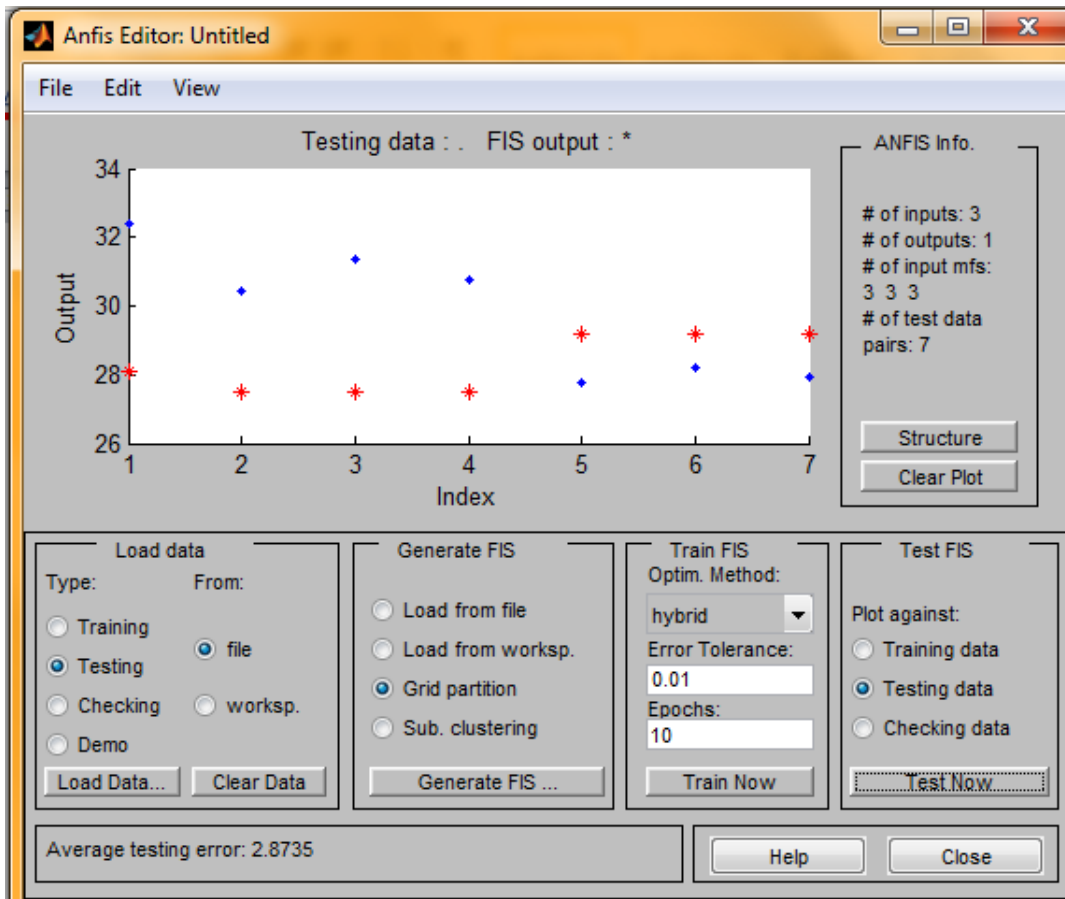 Anfis Editor: Untitled
File Edit View
Testing data : . FIS output : *
34
32
30
28
26
Output
1 2 3 4 5 6 7
Index
ANFIS Info.
# of inputs: 3
# of outputs: 1
# of input mfs:
3 3 3
# of test data
pairs: 7
Structure
Clear Plot
Load data
Type: From:
Training
file
Testing
Checking
worksp.
Demo
Load Data... Clear Data
Generate FIS
Load from file
Load from worksp.
Grid partition
Sub. clustering
Generate FIS ...
Train FIS
Optim. Method:
hybrid
Error Tolerance:
0.01
Epochs:
10
Train Now
Test FIS
Plot against:
Training data
Testing data
Checking data
Test Now
Average testing error: 2.8735
Help Close